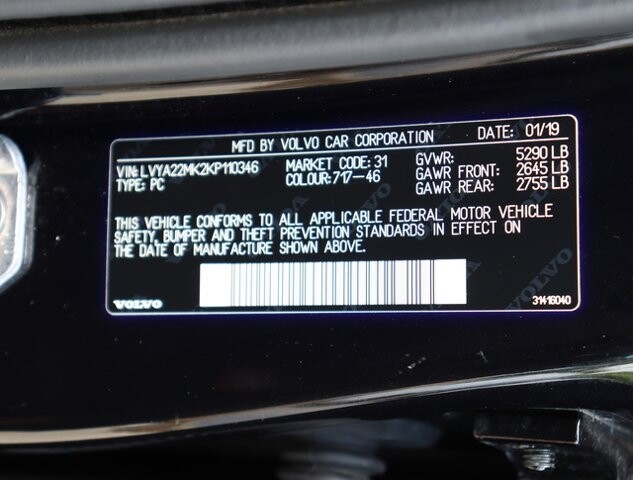 MFD BY VOLVO CAR CORPORATION DATE: 01/19
VIN: LVYA22MK2KP110346 MARKET CODE: 31 GVWR: 5290 LB
TYPE: PC COLOUR: 717-46 GAWR FRONT: 2645 LB
GAWR REAR: 2755 LB
THIS VEHICLE CONFORMS TO ALL APPLICABLE FEDERAL MOTOR VEHICLE
SAFETY, BUMPER AND THEFT PREVENTION STANDARDS IN EFFECT ON
THE DATE OF MANUFACTURE SHOWN ABOVE.
VOLVO 31416040